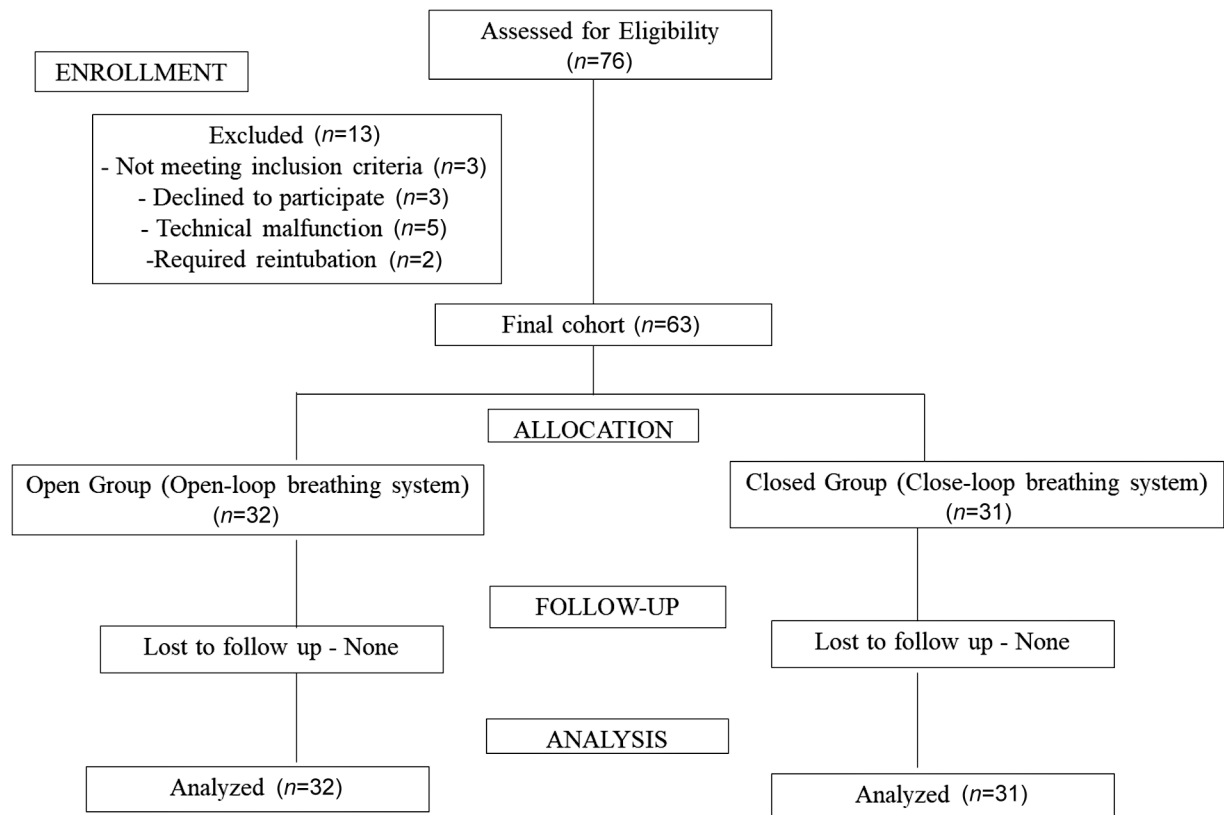 Assessed for Eligibility
(n=76)
ENROLLMENT
Excluded (n=13)
- Not meeting inclusion criteria (n=3)
- Declined to participate (n=3)
- Technical malfunction (n=5)
-Required reintubation (n=2)
Final cohort (n=63)
ALLOCATION
Open Group (Open-loop breathing system)
(n=32)
Closed Group (Close-loop breathing system)
(n=31)
FOLLOW-UP
Lost to follow up - None
Lost to follow up - None
ANALYSIS
Analyzed (n=32)
Analyzed (n=31)